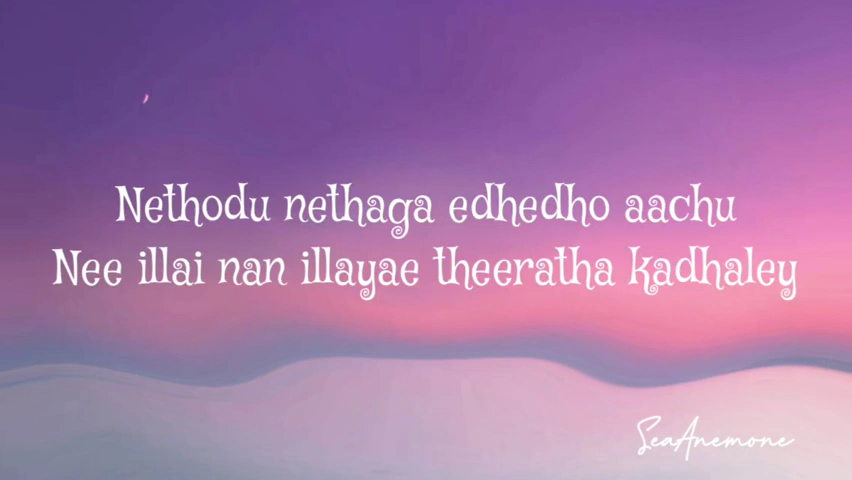 Nethodu nethaga edhedho aachu
Nee illai nan illayae theeratha kadhaley
SeaAnemone